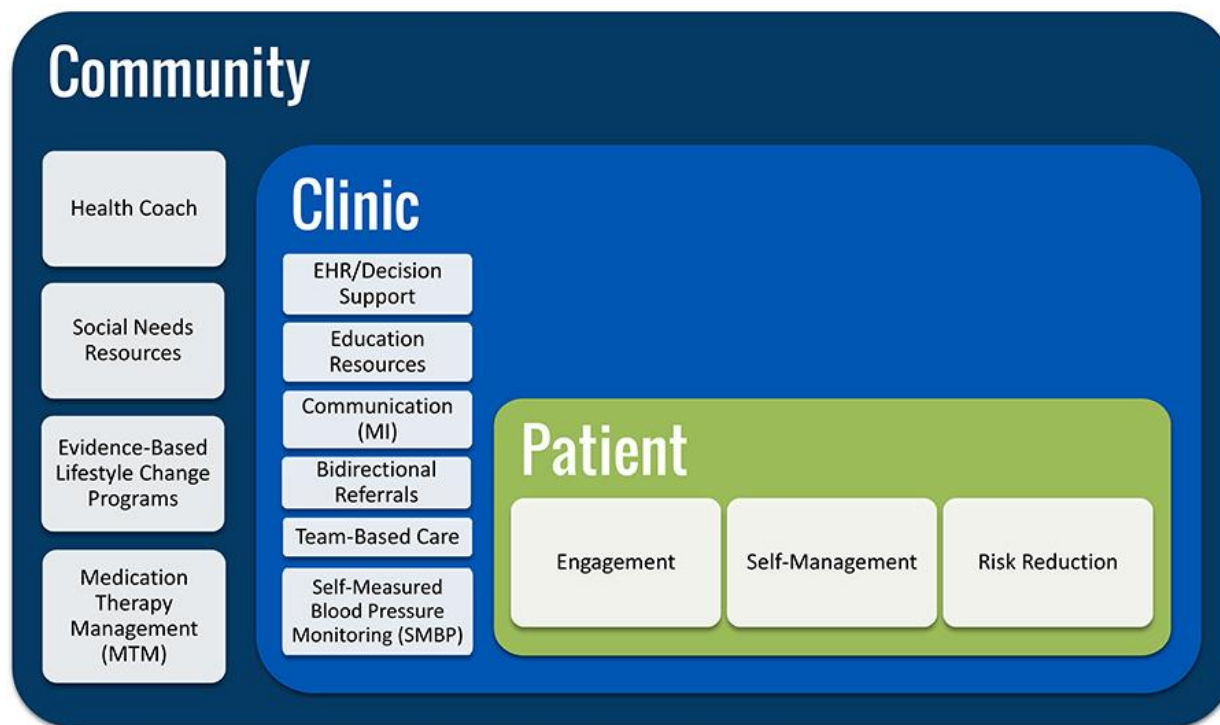 Community
Health Coach
Social Needs
Resources
Evidence-Based
Lifestyle Change
Programs
Medication
Therapy
Management
(MTM)
Clinic
EHR/Decision
Support
Education
Resources
Communication
(MI)
Bidirectional
Referrals
Team-Based Care
Self-Measured
Blood Pressure
Monitoring (SMBP)
Patient
Engagement
Self-Management
Risk Reduction